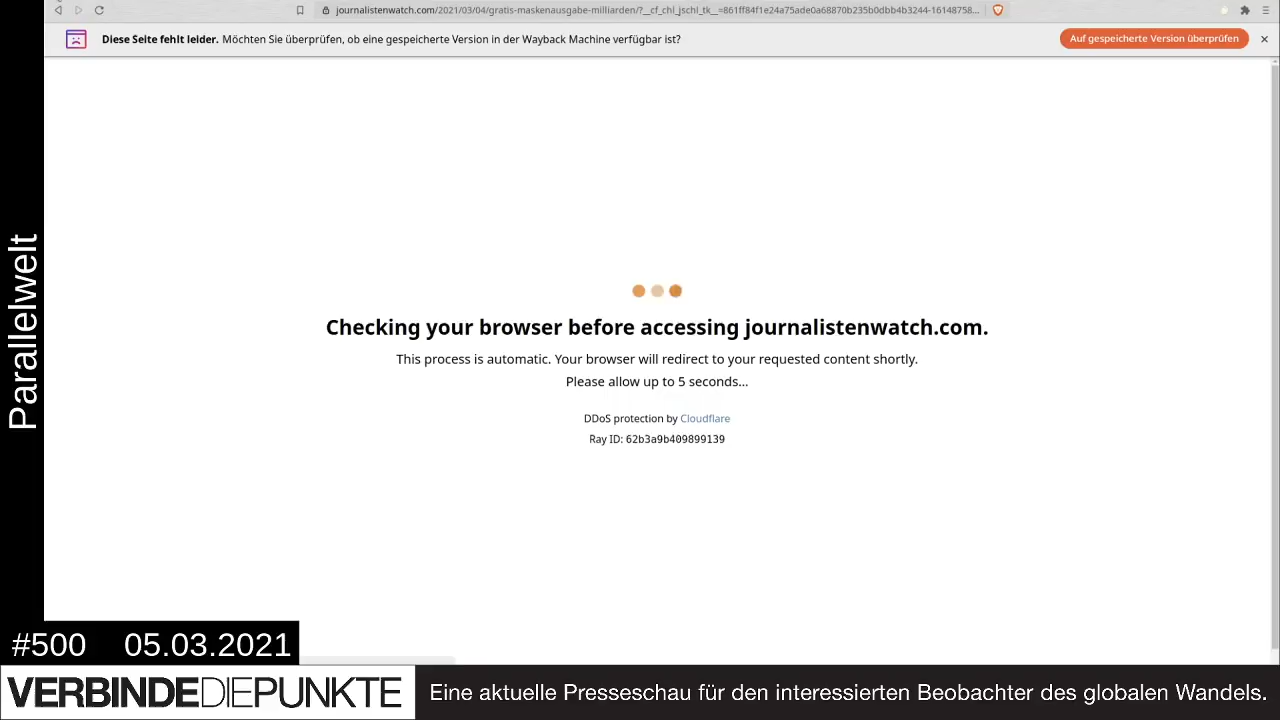 journalistenwatch.com/2021/03/04/gratis-maskenausgabe-milliarden/?__cf_chl_jschl_tk__=861ff84f1e24a75ade0a68870b235b0dbb4b3244-16148758...
Diese Seite fehlt leider. Möchten Sie überprüfen, ob eine gespeicherte Version in der Wayback Machine verfügbar ist?
Auf gespeicherte Version überprüfen
Parallelwelt
Checking your browser before accessing journalistenwatch.com.
This process is automatic. Your browser will redirect to your requested content shortly.
Please allow up to 5 seconds...
DDoS protection by Cloudflare
Ray ID: 62b3a9b409899139
#500 05.03.2021
VERBINDEDIEPUNKTE
Eine aktuelle Presseschau für den interessierten Beobachter des globalen Wandels.